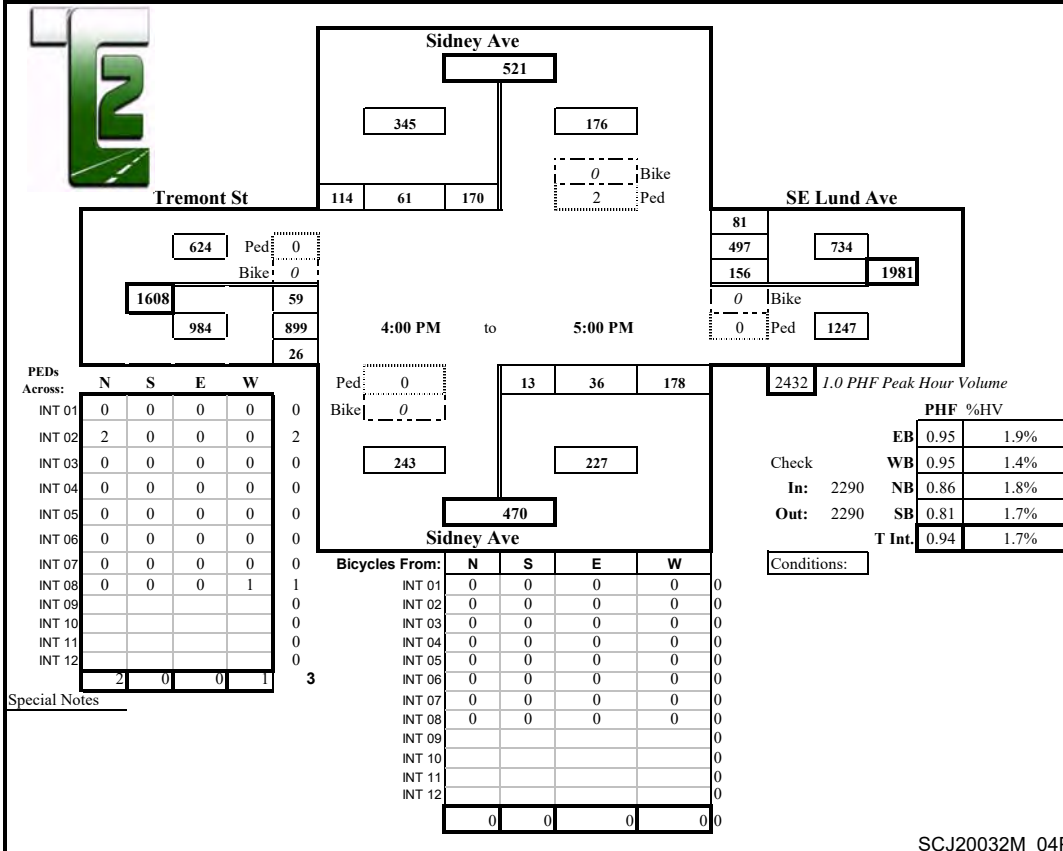 T2
Sidney Ave
521
345 176
0 Bike
2 Ped
Tremont St 114 61 170 SE Lund Ave
81
624 Ped 0 497 734
Bike 0 156 1981
1608 59 0 Bike
984 899 4:00 PM to 5:00 PM 0 Ped 1247
26
PEDs
Across: N S E W Ped 0 13 36 178 2432 1.0 PHF Peak Hour Volume
INT 01 0 0 0 0 0 Bike 0 PHF %HV
INT 02 2 0 0 0 2 EB 0.95 1.9%
INT 03 0 0 0 0 0 243 227 Check WB 0.95 1.4%
INT 04 0 0 0 0 0 In: 2290 NB 0.86 1.8%
INT 05 0 0 0 0 0 470 Out: 2290 SB 0.81 1.7%
INT 06 0 0 0 0 0 Sidney Ave T Int. 0.94 1.7%
INT 07 0 0 0 0 0 Bicycles From: N S E W Conditions:
INT 08 0 0 0 1 1 INT 01 0 0 0 0 0
INT 09 0 INT 02 0 0 0 0 0
INT 10 0 INT 03 0 0 0 0 0
INT 11 0 INT 04 0 0 0 0 0
INT 12 0 INT 05 0 0 0 0 0
2 0 0 1 3 INT 06 0 0 0 0 0
Special Notes INT 07 0 0 0 0 0
INT 08 0 0 0 0 0
INT 09 0
INT 10 0
INT 11 0
INT 12 0
0 0 0 0 0
SCJ20032M_04P